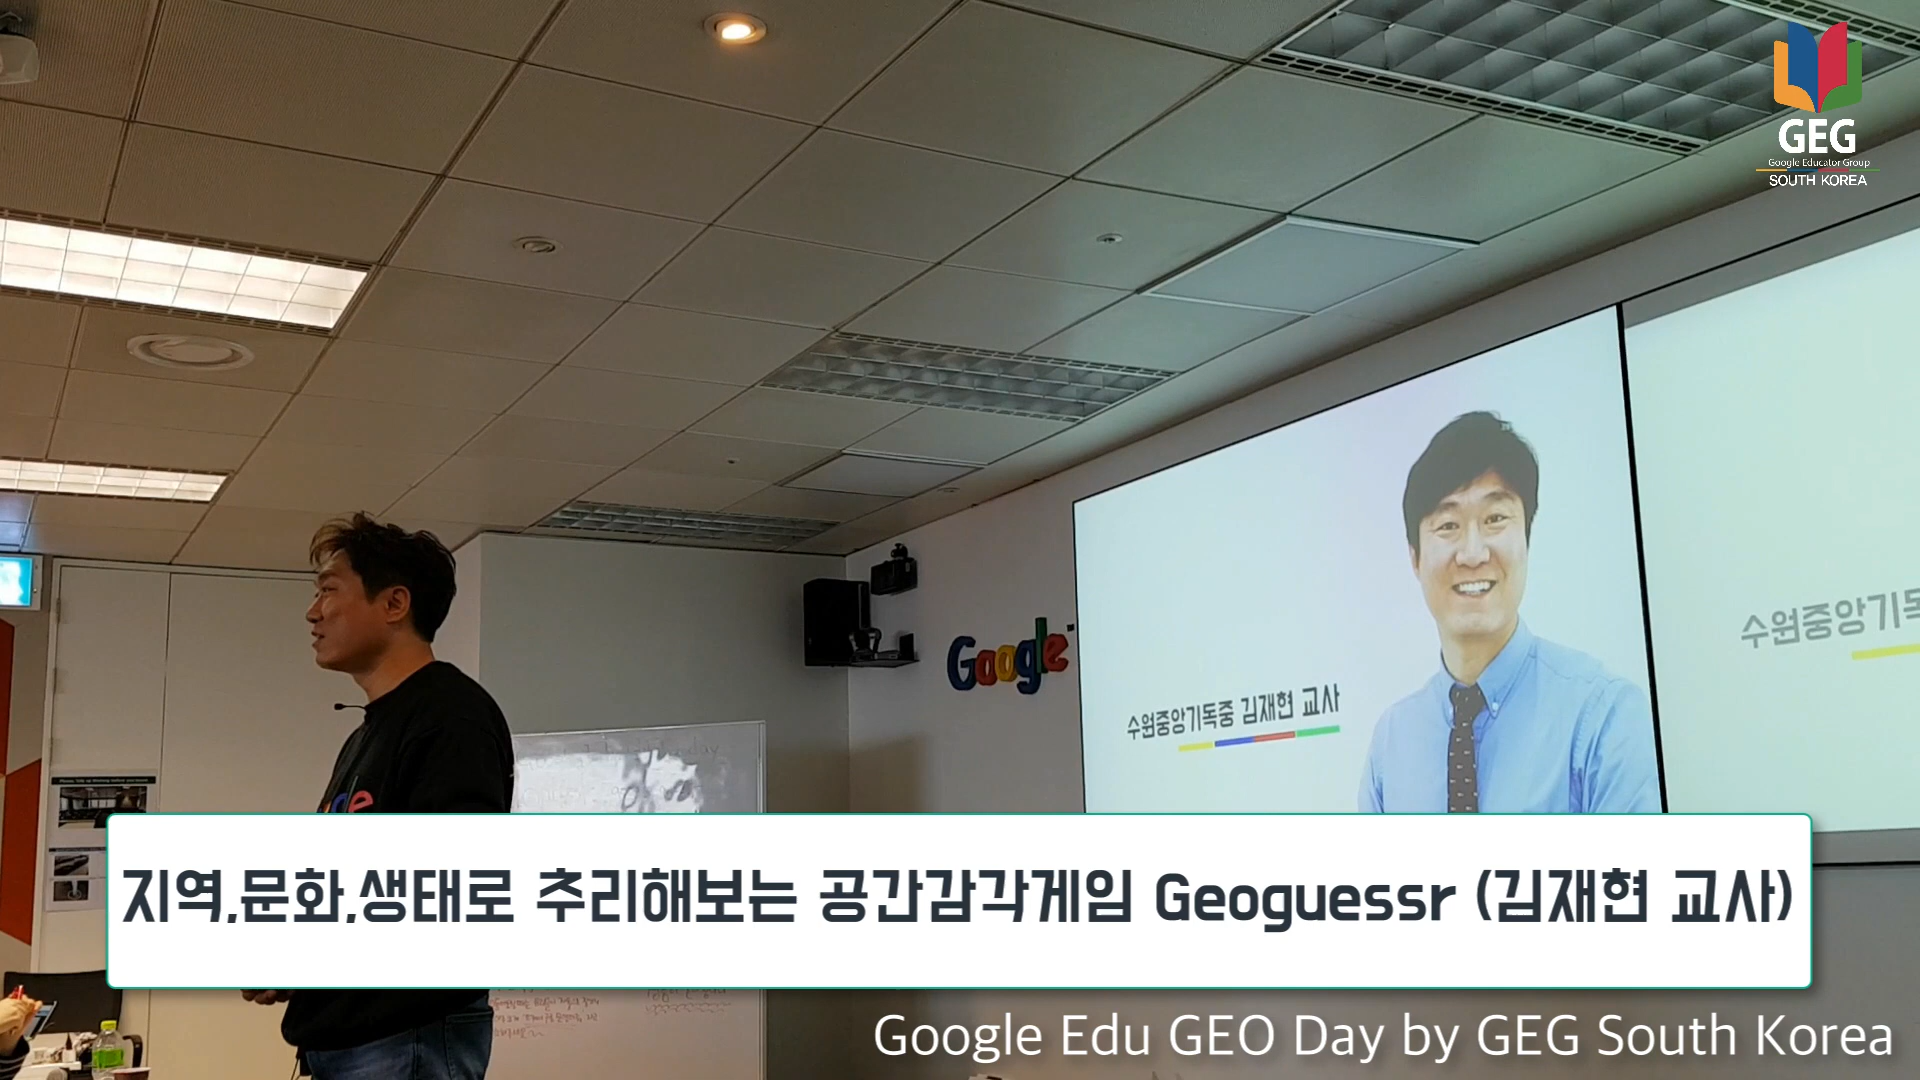 GEG
Google Educator Group
SOUTH KOREA
Google
수원중앙기독중 김재현 교사
수원중앙기독
지역,문화,생태로 추리해보는 공간감각게임 Geoguessr (김재현 교사)
Google Edu GEO Day by GEG South Korea